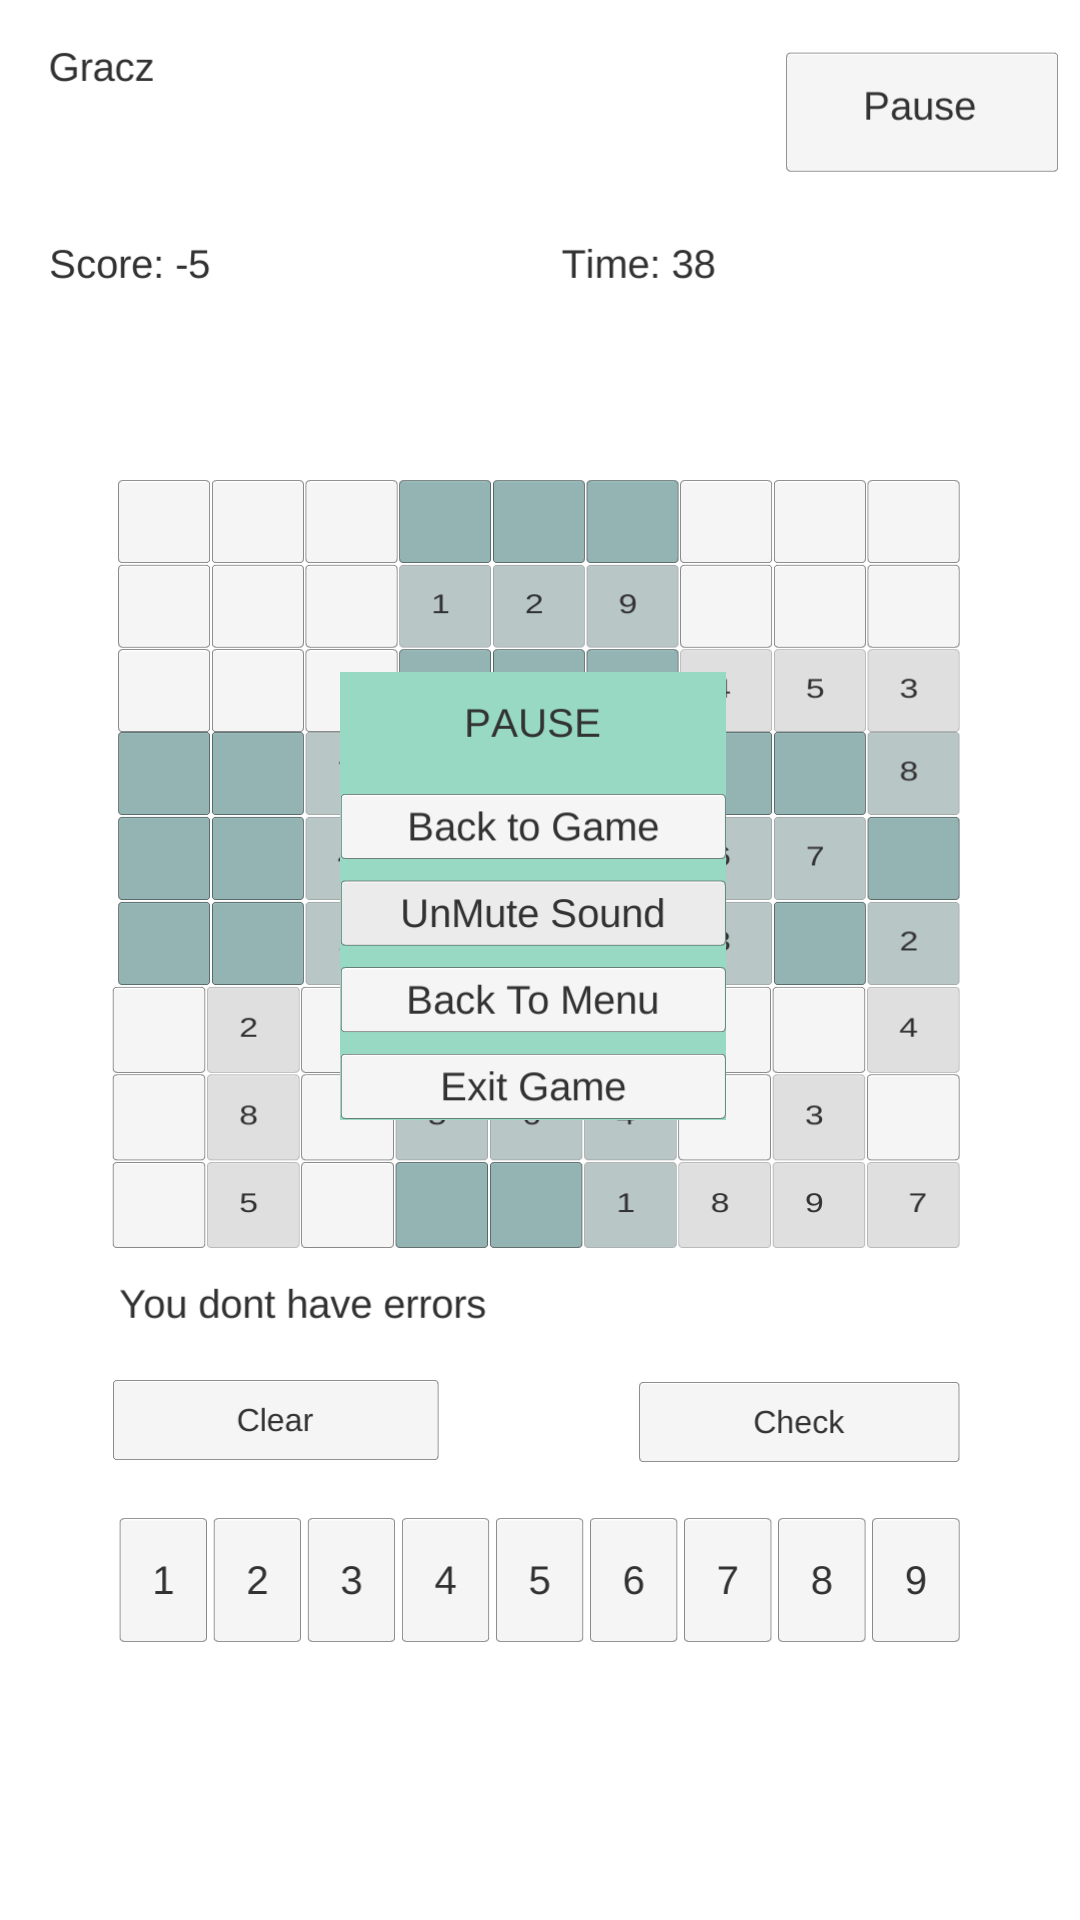 Gracz
Pause
Score: -5 Time: 38
1 2 9
5 3
PAUSE
8
Back to Game
7
UnMute Sound
2
Back To Menu
2 4
Exit Game
8 3
5 1 8 9 7
You dont have errors
Clear Check
1 2 3 4 5 6 7 8 9